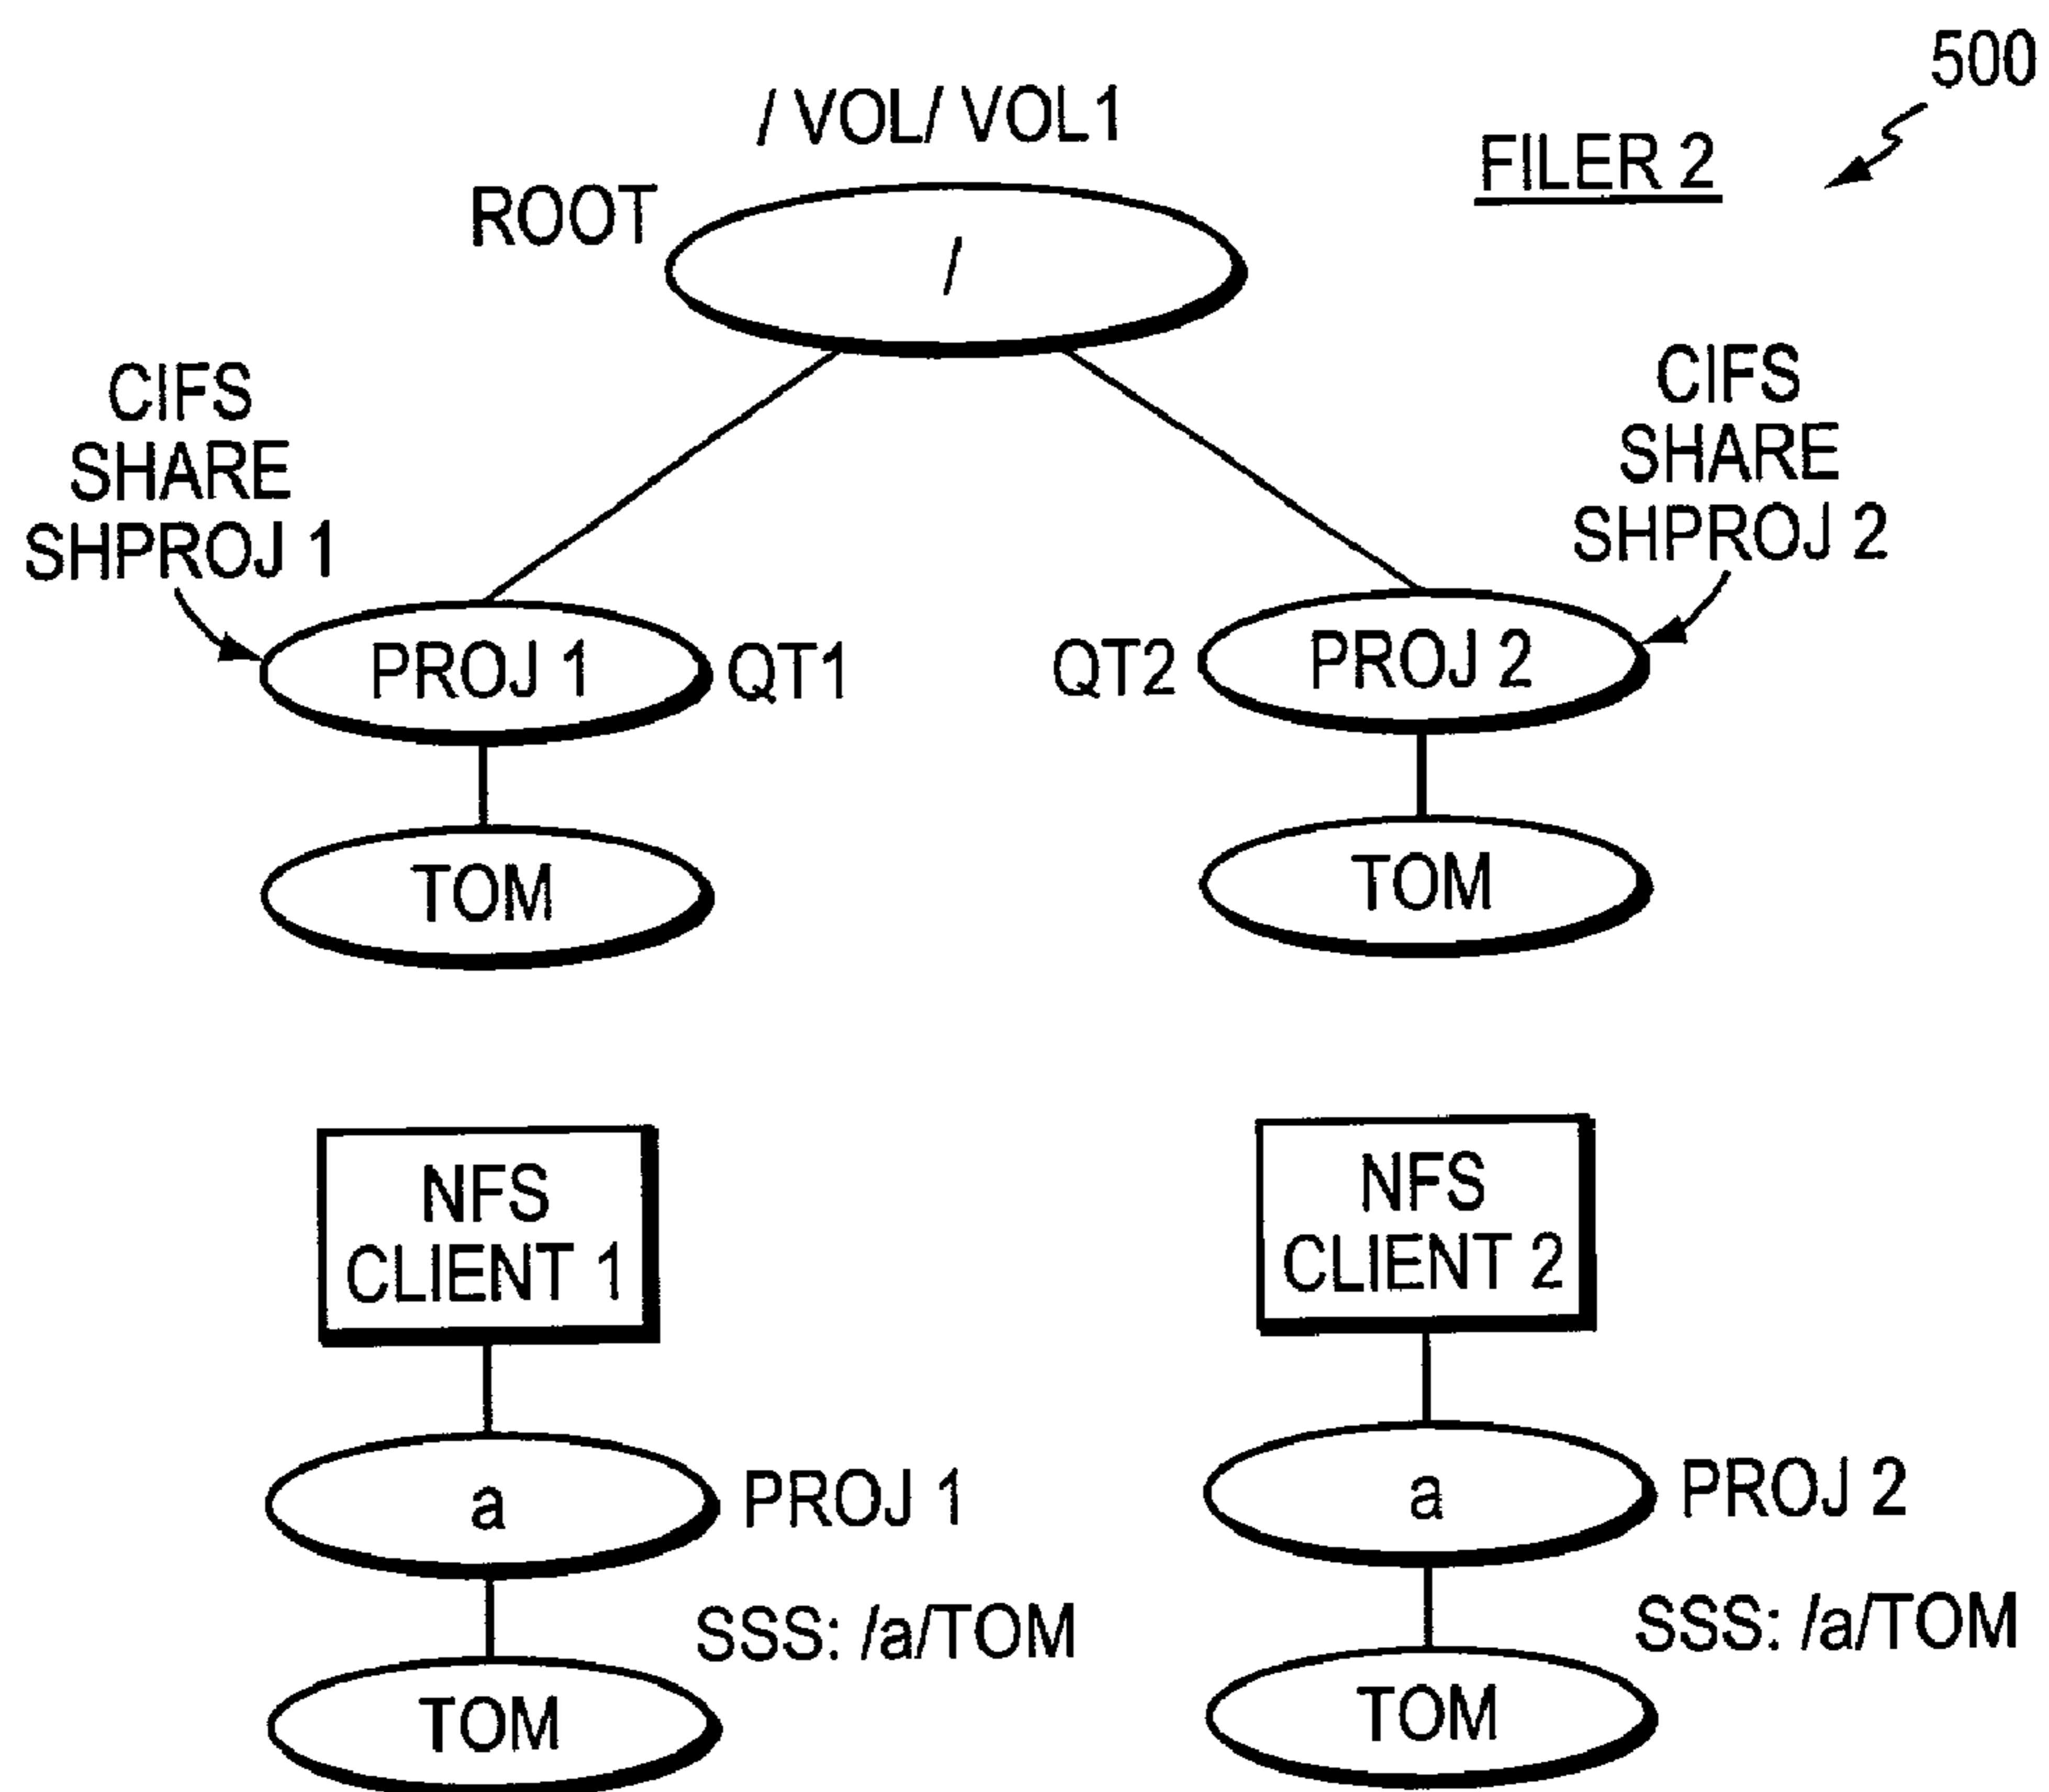 500
/ VOL/ VOL1
FILER 2
ROOT
/
CIFS
SHARE
SHPROJ 1
CIFS
SHARE
SHPROJ 2
PROJ 1
QT1
QT2
PROJ 2
TOM
TOM
NFS
CLIENT 1
NFS
CLIENT 2
a
PROJ 1
a
PROJ 2
SSS: /a/TOM
SSS: /a/TOM
TOM
TOM